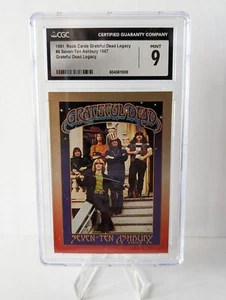 CGC
CERTIFIED GUARANTY COMPANY
1991 Rock Cards Grateful Dead Legacy
#8 Seven-Ten Ashbury 1967
Grateful Dead Legacy
MINT
9
GRATEFUL DEAD
SEVEN-TEN ASHBURY